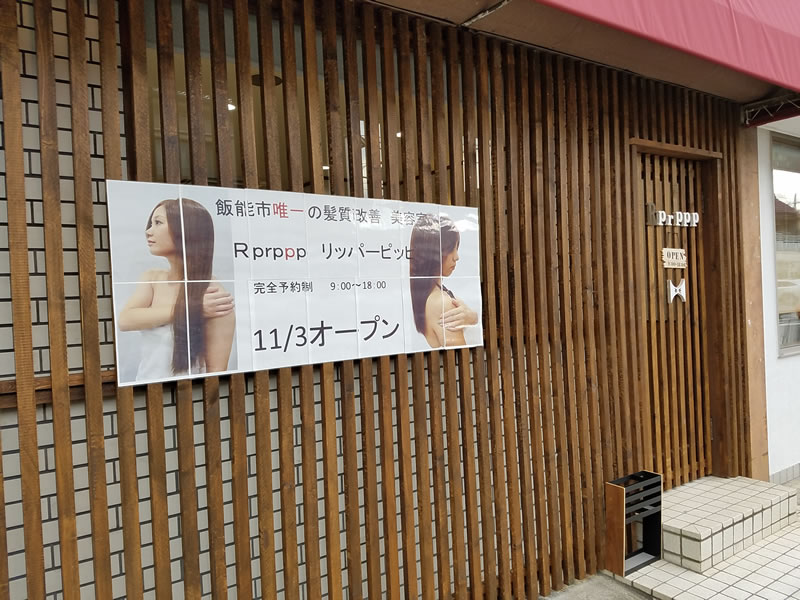 飯能市唯一の髪質改善 美容室
Rprppp リッパーピッピ
完全予約制 9:00〜18:00
11/3オープン
Rprppp
OPEN